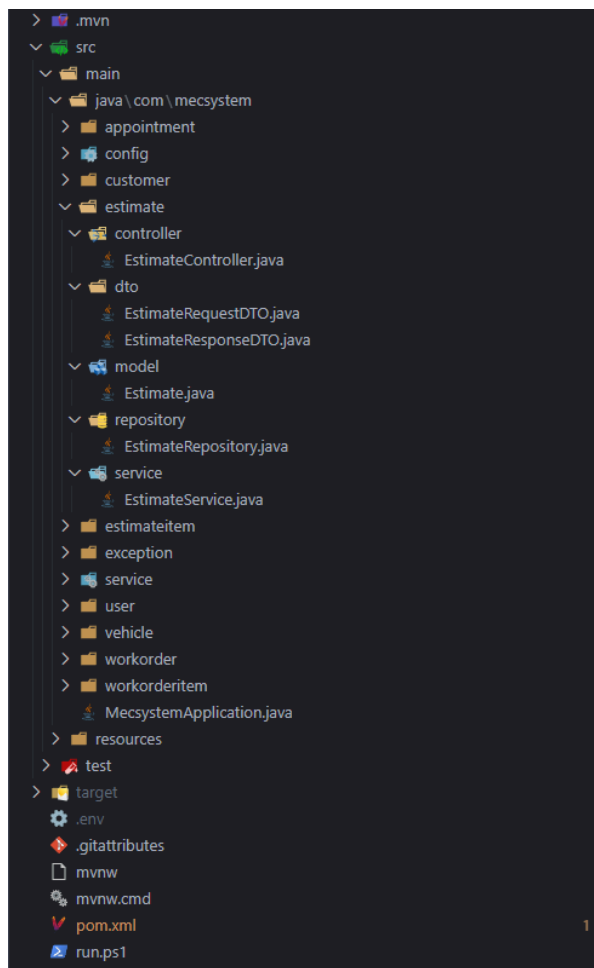 .mvn
src
main
java\com\mecsystem
appointment
config
customer
estimate
controller
EstimateController.java
dto
EstimateRequestDTO.java
EstimateResponseDTO.java
model
Estimate.java
repository
EstimateRepository.java
service
EstimateService.java
estimateitem
exception
service
user
vehicle
workorder
workorderitem
MecsystemApplication.java
resources
test
target
.env
.gitattributes
mvnw
mvnw.cmd
pom.xml 1
run.ps1